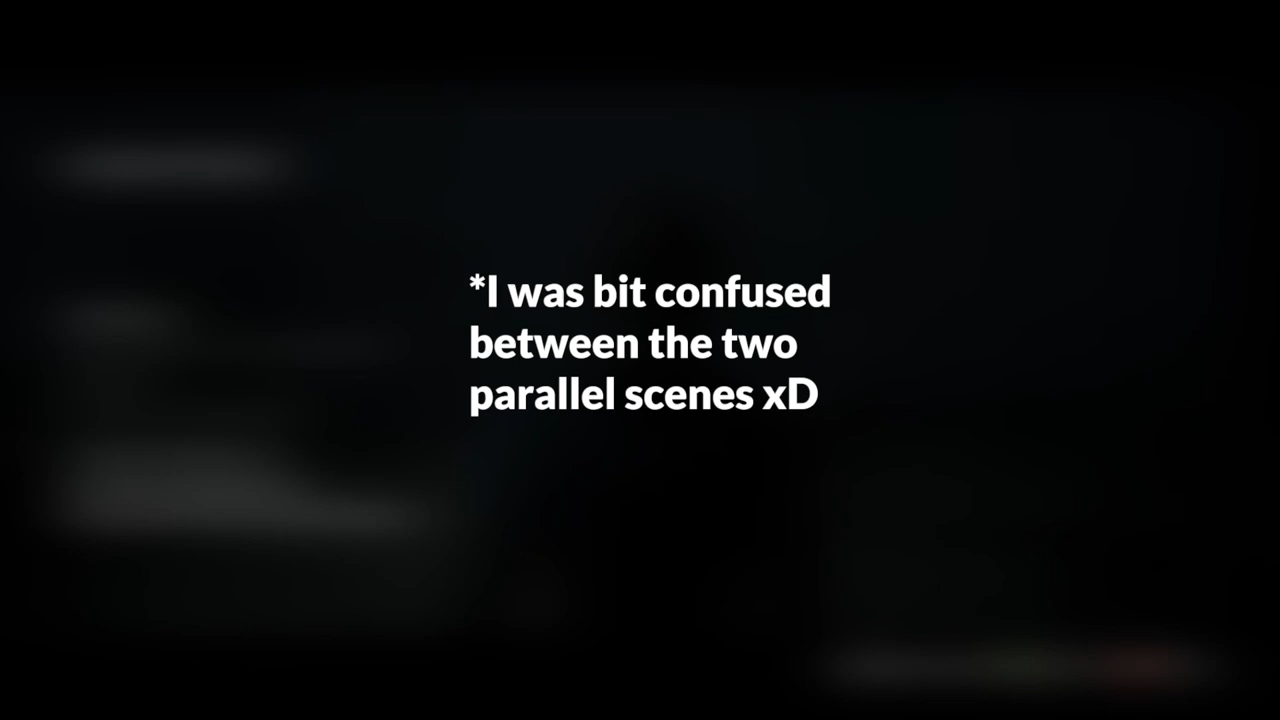 *I was bit confused
between the two
parallel scenes xD